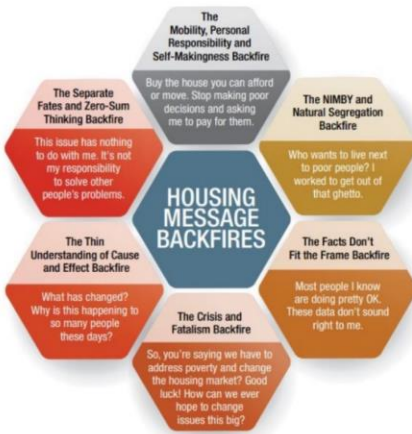 The
Mobility, Personal
Responsibility and
Self-Makingness Backfire
Buy the house you can afford
or move. Stop making poor
decisions and asking
me to pay for them.
The Separate
Fates and Zero-Sum
Thinking Backfire
This issue has nothing
to do with me. It's not
my responsibility
to solve other
people's problems.
The NIMBY and
Natural Segregation
Backfire
Who wants to live next
to poor people? I
worked to get out of
that ghetto.
HOUSING
MESSAGE
BACKFIRES
The Thin
Understanding of Cause
and Effect Backfire
What has changed?
Why is this happening to
so many people
these days?
The Facts Don't
Fit the Frame Backfire
Most people I know
are doing pretty OK.
These data don't sound
right to me.
The Crisis and
Fatalism Backfire
So, you're saying we have to
address poverty and change
the housing market? Good
luck! How can we ever
hope to change
issues this big?